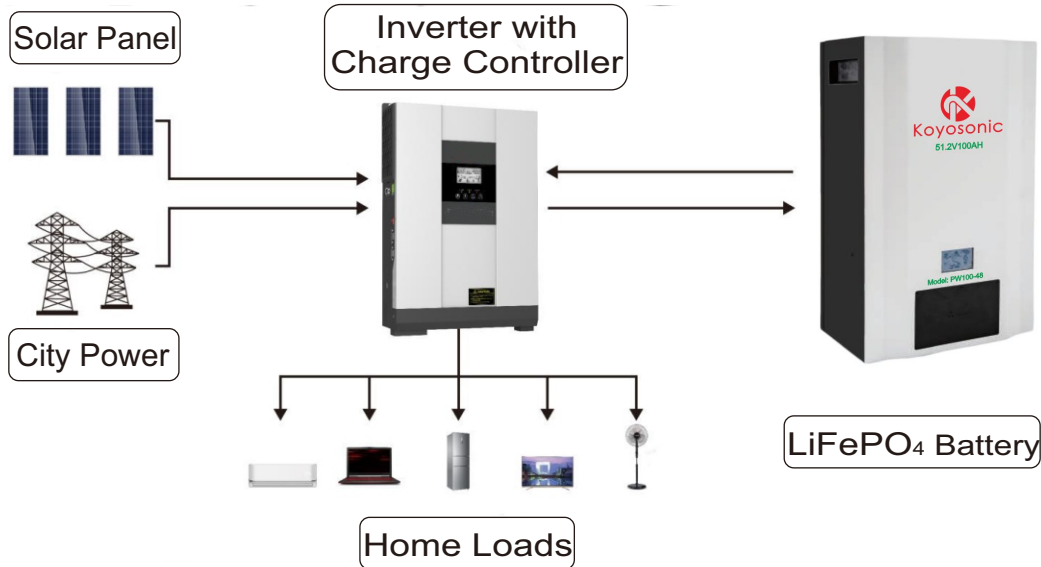 Solar Panel
Inverter with
Charge Controller
Koyosonic
51.2V100AH
Model: PW100-48
City Power
LiFePO₄ Battery
Home Loads